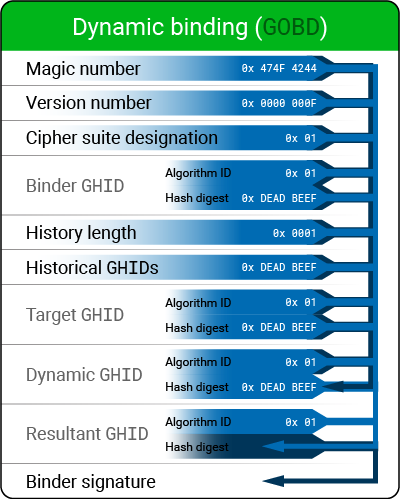 Dynamic binding (GOBD)
Magic number 0x 474F 4244
Version number 0x 0000 000F
Cipher suite designation 0x 01
Binder GHID
Algorithm ID 0x 01
Hash digest 0x DEAD BEEF
History length 0x 0001
Historical GHIDs 0x DEAD BEEF
Target GHID
Algorithm ID 0x 01
Hash digest 0x DEAD BEEF
Dynamic GHID
Algorithm ID 0x 01
Hash digest 0x DEAD BEEF
Resultant GHID
Algorithm ID 0x 01
Hash digest
Binder signature